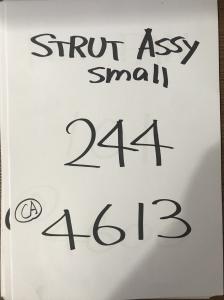 STRUT ASSY
small
244
CA 4613